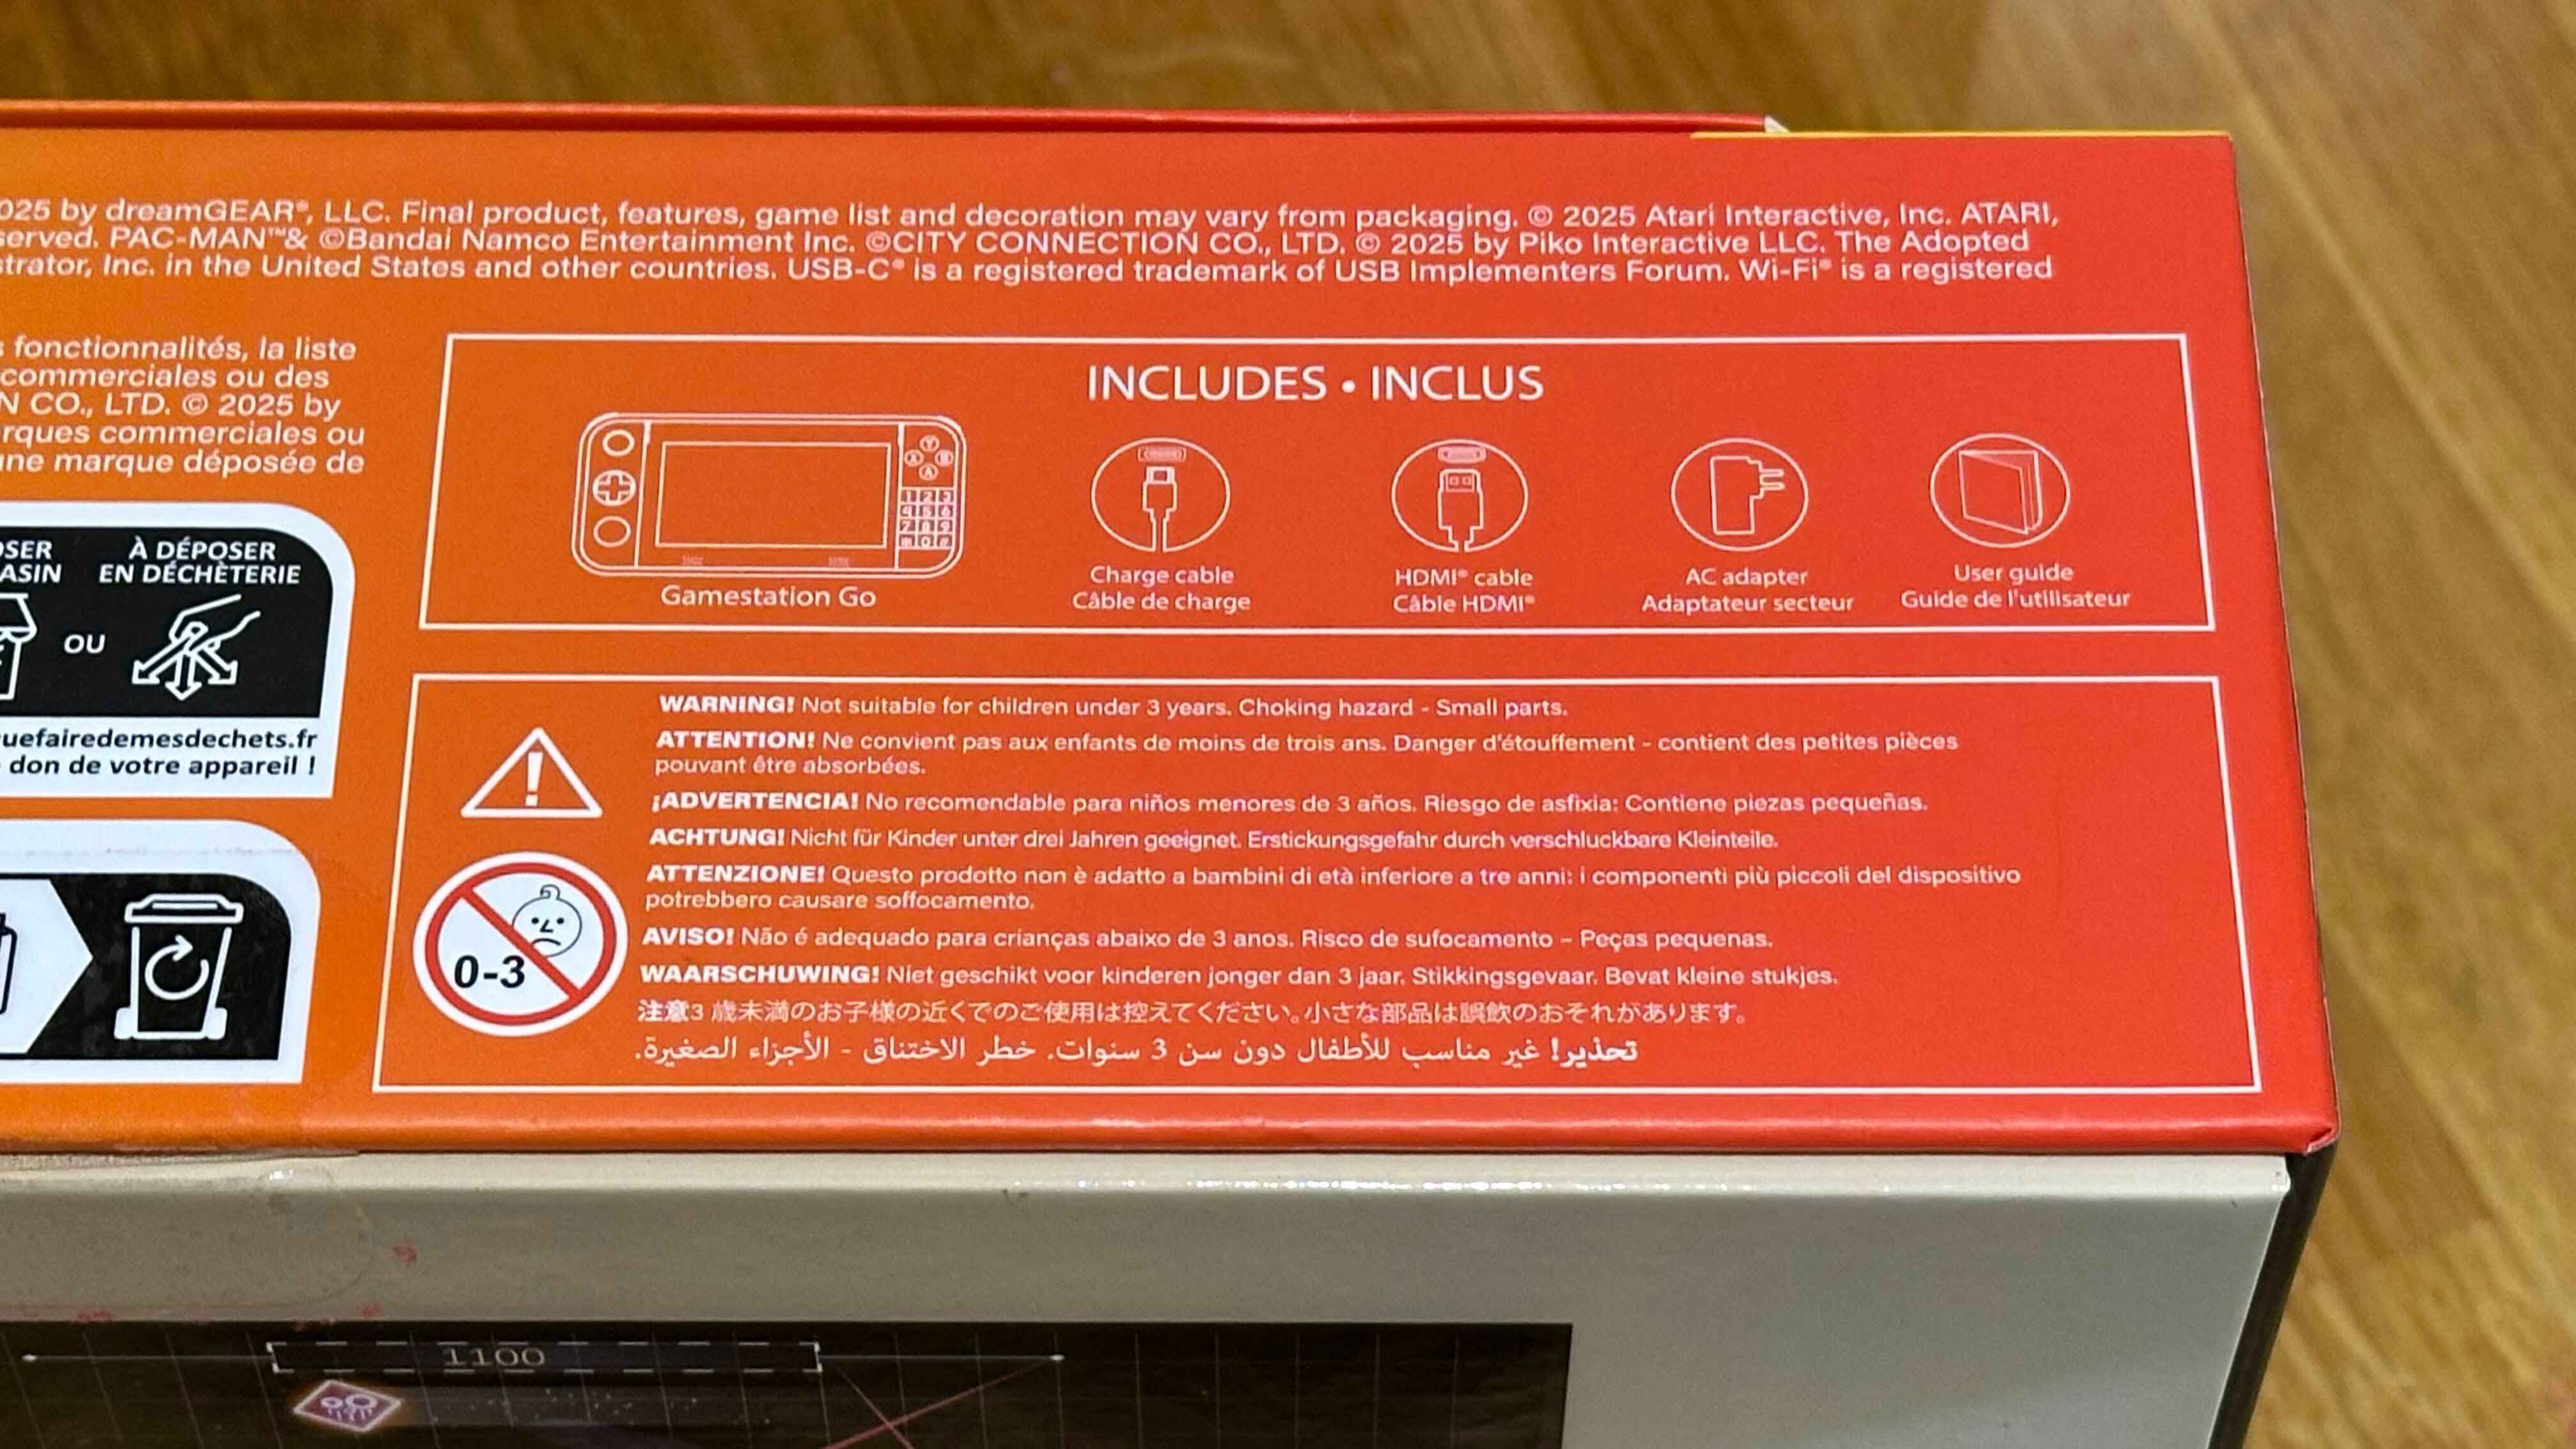 025 by dreamGEAR®, LLC. Final product, features, game list and decoration may vary from packaging. © 2025 Atari Interactive, Inc. ATARI,
served. PAC-MAN™& ©Bandai Namco Entertainment Inc. ©CITY CONNECTION CO., LTD. © 2025 by Piko Interactive LLC. The Adopted
strator, Inc. in the United States and other countries. USB-C® is a registered trademark of USB Implementers Forum. Wi-Fi® is a registered
s fonctionnalités, la liste
commerciales ou des
N CO., LTD. © 2025 by
rques commerciales ou
une marque déposée de
OSER
ASIN
OU
À DÉPOSER
EN DÉCHÈTERIE
uefairedemesdechets.fr
don de votre appareil !
INCLUDES • INCLUS
Y
X B
A
1 2 3
4 5 6
7 8 9
* 0 #
Gamestation Go
Charge cable
Câble de charge
HDMI® cable
Câble HDMI®
AC adapter
Adaptateur secteur
User guide
Guide de l'utilisateur
WARNING! Not suitable for children under 3 years. Choking hazard - Small parts.
ATTENTION! Ne convient pas aux enfants de moins de trois ans. Danger d'étouffement - contient des petites pièces
pouvant être absorbées.
¡ADVERTENCIA! No recomendable para niños menores de 3 años. Riesgo de asfixia: Contiene piezas pequeñas.
ACHTUNG! Nicht für Kinder unter drei Jahren geeignet. Erstickungsgefahr durch verschluckbare Kleinteile.
ATTENZIONE! Questo prodotto non è adatto a bambini di età inferiore a tre anni: i componenti più piccoli del dispositivo
potrebbero causare soffocamento.
AVISO! Não é adequado para crianças abaixo de 3 anos. Risco de sufocamento – Peças pequenas.
WAARSCHUWING! Niet geschikt voor kinderen jonger dan 3 jaar. Stikkingsgevaar. Bevat kleine stukjes.
注意3 歳未満のお子様の近くでのご使用は控えてください。小さな部品は誤飲のおそれがあります。
تحذير! غير مناسب للأطفال دون سن 3 سنوات. خطر الاختناق - الأجزاء الصغيرة.
0-3
1100